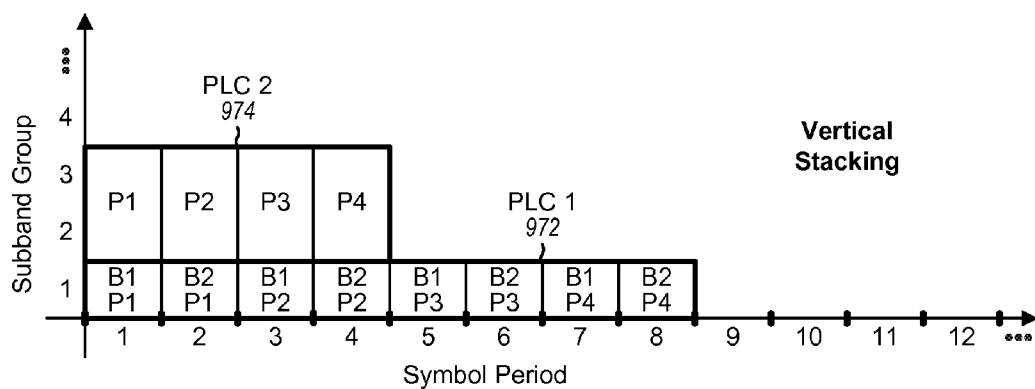 PLC 2
974
Vertical
Stacking
Subband Group
4
3
2
1
P1 P2 P3 P4
PLC 1
972
B1 B2 B1 B2 B1 B2 B1 B2
P1 P1 P2 P2 P3 P3 P4 P4
1 2 3 4 5 6 7 8 9 10 11 12
Symbol Period